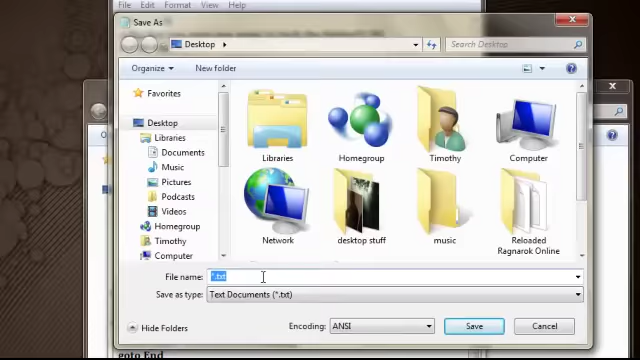 File Edit Format View Help
Save As
Desktop
Search Desktop
Organize
New folder
Favorites
Desktop
Libraries
Documents
Music
Pictures
Podcasts
Videos
Homegroup
Timothy
Computer
Libraries
Homegroup
Timothy
Computer
Network
desktop stuff
music
Reloaded
Ragnarok Online
File name: *.txt
Save as type: Text Documents (*.txt)
Hide Folders
Encoding: ANSI
Save
Cancel
goto End